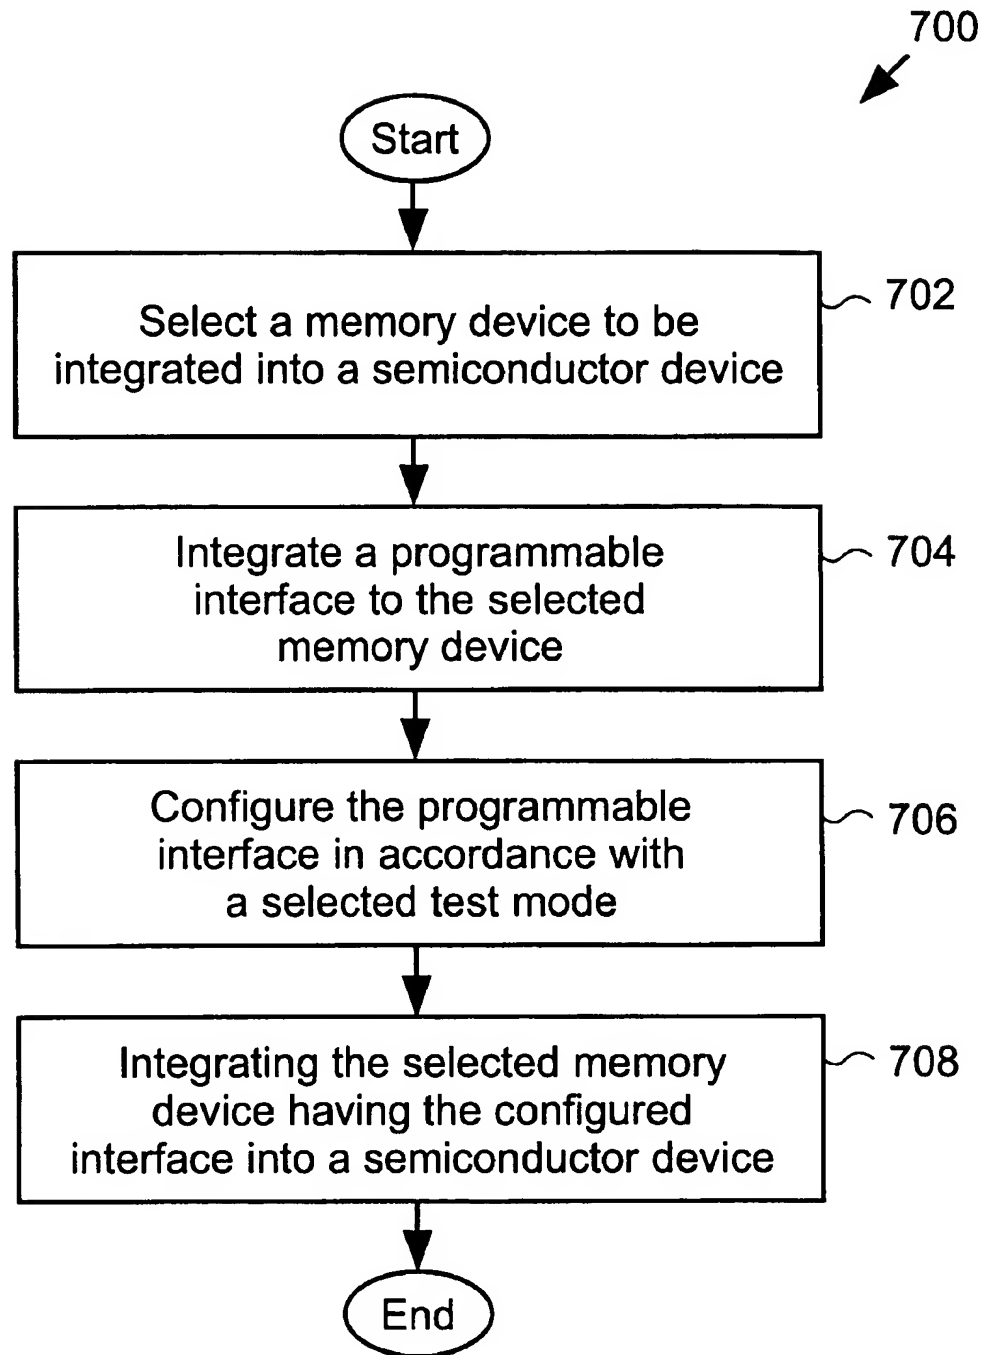 700
Start
Select a memory device to be
integrated into a semiconductor device
702
Integrate a programmable
interface to the selected
memory device
704
Configure the programmable
interface in accordance with
a selected test mode
706
Integrating the selected memory
device having the configured
interface into a semiconductor device
708
End